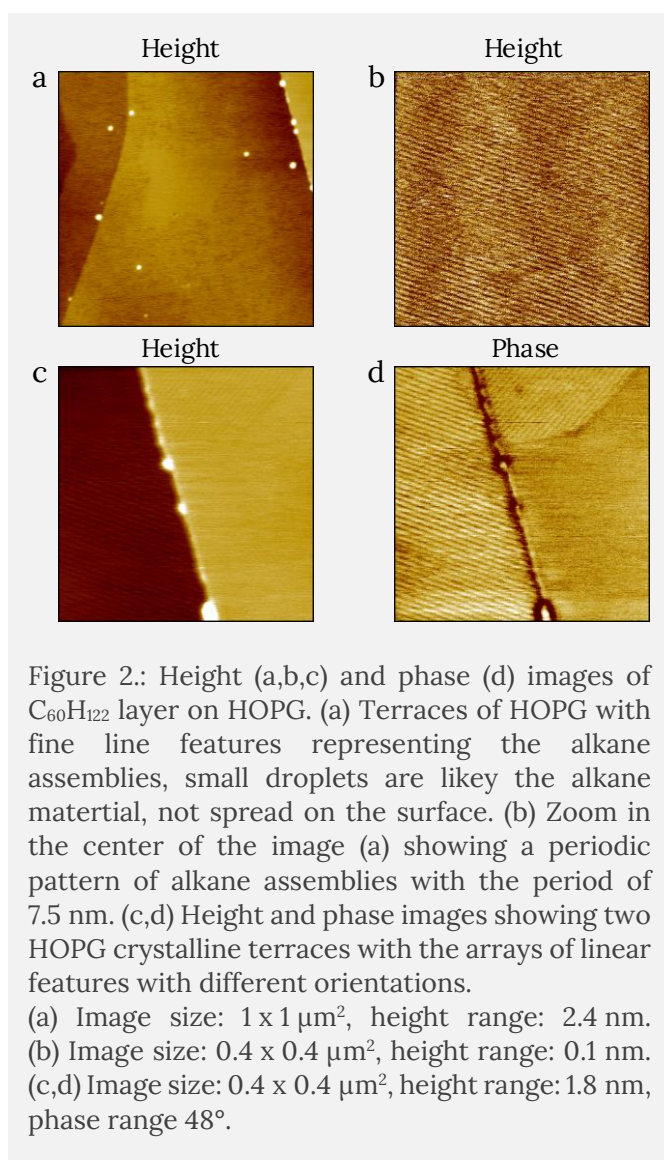 Height
Height
a
b
Height
Phase
c
d
Figure 2.: Height (a,b,c) and phase (d) images of
C₆₀H₁₂₂ layer on HOPG. (a) Terraces of HOPG with
fine line features representing the alkane
assemblies, small droplets are likey the alkane
matertial, not spread on the surface. (b) Zoom in
the center of the image (a) showing a periodic
pattern of alkane assemblies with the period of
7.5 nm. (c,d) Height and phase images showing two
HOPG crystalline terraces with the arrays of linear
features with different orientations.
(a) Image size: 1 x 1 µm², height range: 2.4 nm.
(b) Image size: 0.4 x 0.4 µm², height range: 0.1 nm.
(c,d) Image size: 0.4 x 0.4 µm², height range: 1.8 nm,
phase range 48°.